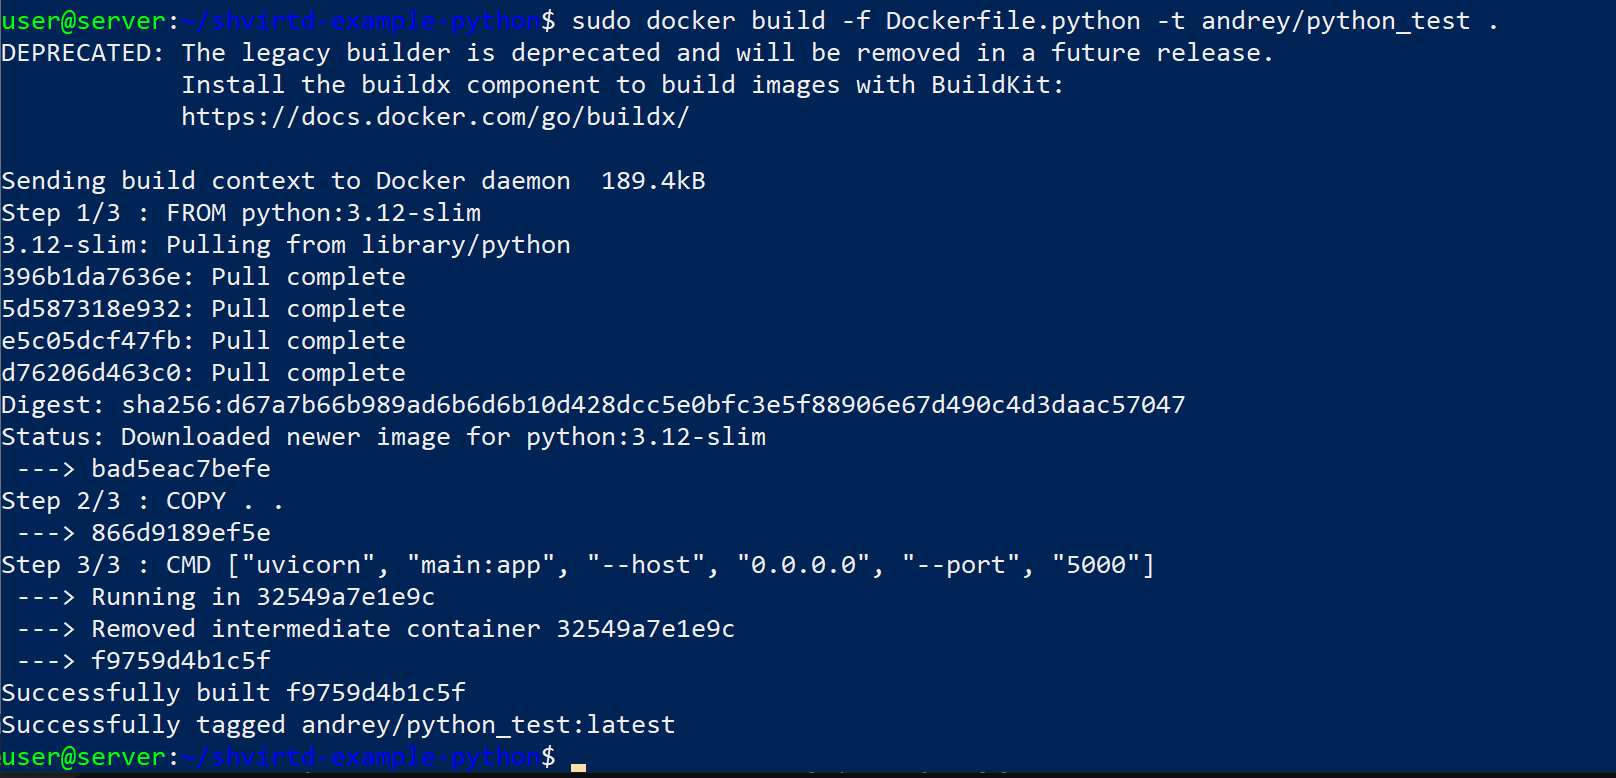 user@server:~/shvirtd-example-python$ sudo docker build -f Dockerfile.python -t andrey/python_test .
DEPRECATED: The legacy builder is deprecated and will be removed in a future release.
            Install the buildx component to build images with BuildKit:
            https://docs.docker.com/go/buildx/

Sending build context to Docker daemon  189.4kB
Step 1/3 : FROM python:3.12-slim
3.12-slim: Pulling from library/python
396b1da7636e: Pull complete
5d587318e932: Pull complete
e5c05dcf47fb: Pull complete
d76206d463c0: Pull complete
Digest: sha256:d67a7b66b989ad6b6d6b10d428dcc5e0bfc3e5f88906e67d490c4d3daac57047
Status: Downloaded newer image for python:3.12-slim
 ---> bad5eac7befe
Step 2/3 : COPY . .
 ---> 866d9189ef5e
Step 3/3 : CMD ["uvicorn", "main:app", "--host", "0.0.0.0", "--port", "5000"]
 ---> Running in 32549a7e1e9c
 ---> Removed intermediate container 32549a7e1e9c
 ---> f9759d4b1c5f
Successfully built f9759d4b1c5f
Successfully tagged andrey/python_test:latest
user@server:~/shvirtd-example-python$